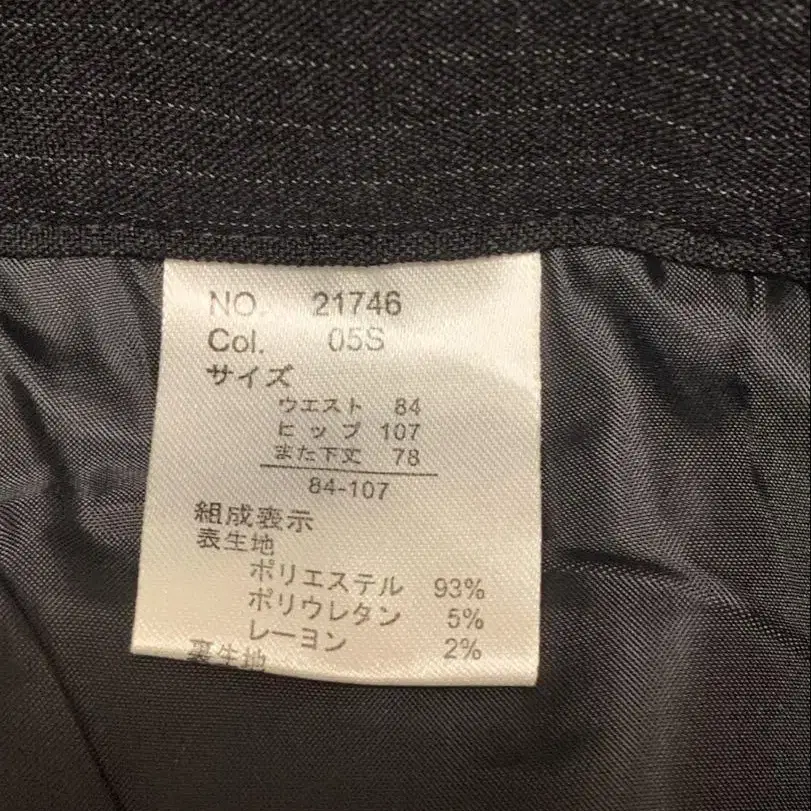 NO. 21746
Col. 05S
サイズ
ウエスト 84
ヒップ 107
また下丈 78
84-107
組成表示
表生地
ポリエステル 93%
ポリウレタン 5%
レーヨン 2%
裏生地